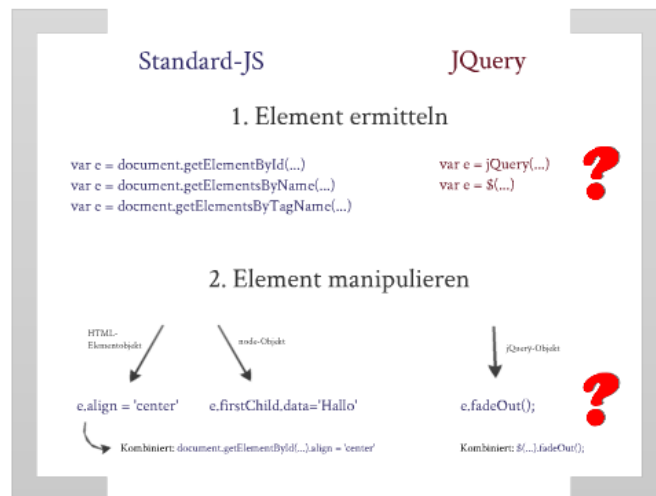 Standard-JS
JQuery
1. Element ermitteln
var e = document.getElementById(...)
var e = document.getElementsByName(...)
var e = docment.getElementsByTagName(...)
var e = jQuery(...)
var e = $(...)
?
2. Element manipulieren
HTML-
Elementobjekt
node-Objekt
jQuery-Objekt
e.align = 'center'
e.firstChild.data='Hallo'
e.fadeOut();
?
Kombiniert: document.getElementById(...).align = 'center'
Kombiniert: $(...).fadeOut();